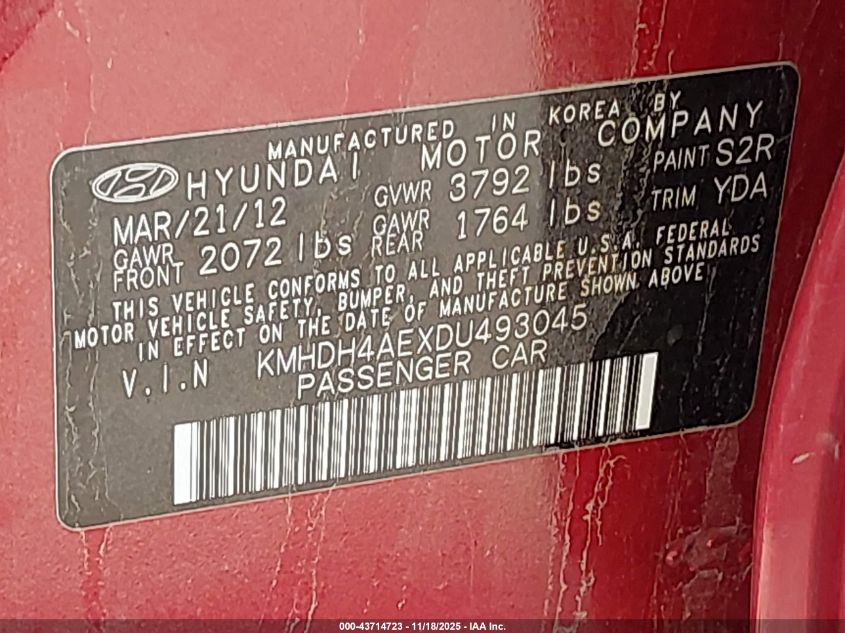 MANUFACTURED IN KOREA BY
HYUNDAI MOTOR COMPANY
MAR/21/12 GVWR 3792 lbs PAINT S2R
GAWR FRONT 2072 lbs GAWR REAR 1764 lbs TRIM YDA
THIS VEHICLE CONFORMS TO ALL APPLICABLE U.S.A. FEDERAL
MOTOR VEHICLE SAFETY, BUMPER, AND THEFT PREVENTION STANDARDS
IN EFFECT ON THE DATE OF MANUFACTURE SHOWN ABOVE
V.I.N KMHDH4AEXDU493045
PASSENGER CAR
000-43714723 - 11/18/2025 - IAA Inc.